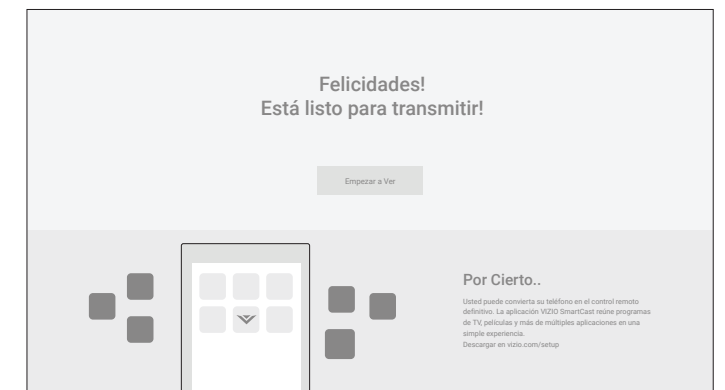 Felicidades!
Está listo para transmitir!
Empezar a Ver
Por Cierto..
Usted puede convierta su teléfono en el control remoto
definitivo. La aplicación VIZIO SmartCast reúne programas
de TV, películas y más de múltiples aplicaciones en una
simple experiencia.
Descargar en vizio.com/setup